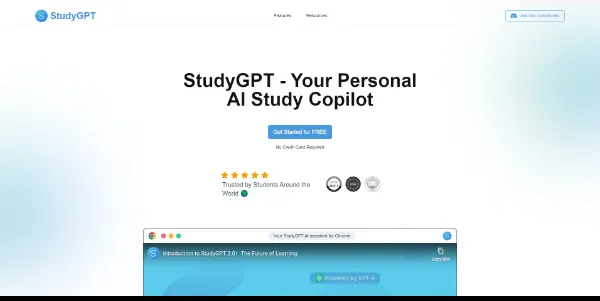 StudyGPT
Features
Resources
Join Our Community
StudyGPT - Your Personal
AI Study Copilot
Get Started for FREE
No Credit Card Required
Trusted by Students Around the
World
Your StudyGPT AI assistant for Chrome
Introduction to StudyGPT 2.0! The Future of Learning
Copy link
Powered by GPT-4